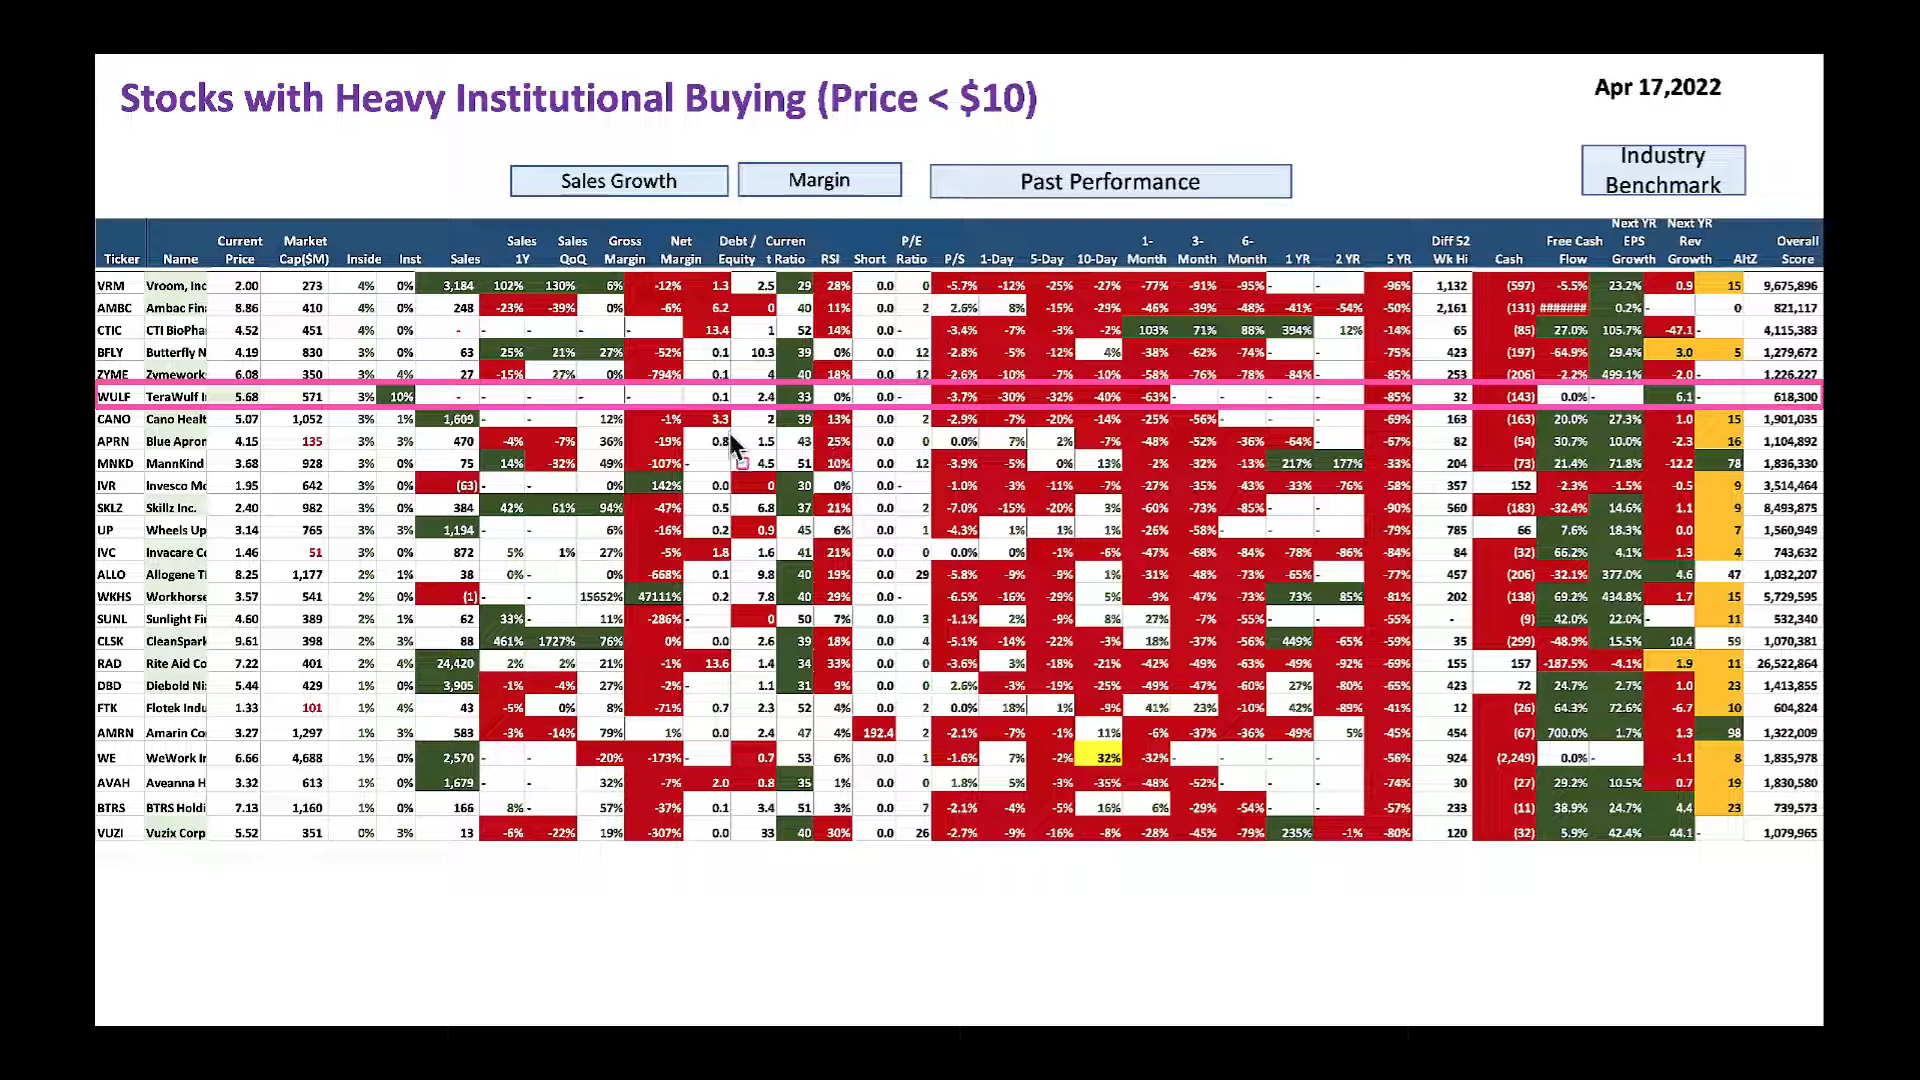 Stocks with Heavy Institutional Buying (Price < $10)
Apr 17,2022
Sales Growth Margin Past Performance Industry Benchmark
Ticker Name Current Price Market Cap($M) Inside Inst Sales Sales 1Y Sales QoQ Gross Margin Net Margin Debt / Equity Curren t Ratio RSI Short P/E Ratio P/S 1-Day 5-Day 10-Day 1-Month 3-Month 6-Month 1 YR 2 YR 5 YR Diff 52 Wk Hi Cash Free Cash Flow Next YR EPS Growth Next YR Rev Growth AltZ Overall Score
VRM Vroom, Inc 2.00 273 4% 0% 3,184 102% 130% 6% -12% 1.3 2.5 29 28% 0.0 0 -5.7% -12% -25% -27% -77% -91% -95% - - -96% 1,132 (597) -5.5% 23.2% 0.9 15 9,675,896
AMBC Ambac Fin 8.86 410 4% 0% 248 -23% -39% 0% -6% 6.2 0 40 11% 0.0 2 2.6% 8% -15% -29% -46% -39% -48% -41% -54% -50% 2,161 (131) ####### 0.2% - 0 821,117
CTIC CTI BioPha 4.52 451 4% 0% - - - - - 13.4 1 52 14% 0.0 - -3.4% -7% -3% -2% 103% 71% 88% 394% 12% -14% 65 (85) 27.0% 105.7% -47.1 - 4,115,383
BFLY Butterfly N 4.19 830 3% 0% 63 25% 21% 27% -52% 0.1 10.3 39 0% 0.0 12 -2.8% -5% -12% 4% -38% -62% -74% - - -75% 423 (197) -64.9% 29.4% 3.0 5 1,279,672
ZYME Zymework 6.08 350 3% 4% 27 -15% 27% 0% -794% 0.1 4 40 18% 0.0 12 -2.6% -10% -7% -10% -58% -76% -78% -84% - -85% 253 (206) -2.2% 499.1% -2.0 - 1,226,227
WULF TeraWulf I 5.68 571 3% 10% - - - - - 0.1 2.4 33 0% 0.0 - -3.7% -30% -32% -40% -63% - - - - -85% 32 (143) 0.0% - 6.1 - 618,300
CANO Cano Healt 5.07 1,052 3% 1% 1,609 - - 12% -1% 3.3 2 39 13% 0.0 2 -2.9% -7% -20% -14% -25% -56% - - - -69% 163 (163) 20.0% 27.3% 1.0 15 1,901,035
APRN Blue Apron 4.15 135 3% 3% 470 -4% -7% 36% -19% 0.8 1.5 43 25% 0.0 0 0.0% 7% 2% -7% -48% -52% -36% -64% - -67% 82 (54) 30.7% 10.0% -2.3 16 1,104,892
MNKD MannKind 3.68 928 3% 0% 75 14% -32% 49% -107% - 4.5 51 10% 0.0 12 -3.9% -5% 0% 13% -2% -32% -13% 217% 177% -33% 204 (73) 21.4% 71.8% -12.2 78 1,836,330
IVR Invesco Mo 1.95 642 3% 0% (63) - - 0% 142% 0.0 0 30 0% 0.0 - -1.0% -3% -11% -7% -27% -35% -43% -33% -76% -58% 357 152 -2.3% -1.5% -0.5 9 3,514,464
SKLZ Skillz Inc. 2.40 982 3% 0% 384 42% 61% 94% -47% 0.5 6.8 37 21% 0.0 2 -7.0% -15% -20% 3% -60% -73% -85% - - -90% 560 (183) -32.4% 14.6% 1.1 9 8,493,875
UP Wheels Up 3.14 765 3% 3% 1,194 - - 6% -16% 0.2 0.9 45 6% 0.0 1 -4.3% 1% 1% 1% -26% -58% - - - -79% 785 66 7.6% 18.3% 0.0 7 1,560,949
IVC Invacare Co 1.46 51 3% 0% 872 5% 1% 27% -5% 1.8 1.6 41 21% 0.0 0 0.0% 0% -1% -6% -47% -68% -84% -78% -86% -84% 84 (32) 66.2% 4.1% 1.3 4 743,632
ALLO Allogene T 8.25 1,177 2% 1% 38 0% - 0% -668% 0.1 9.8 40 19% 0.0 29 -5.8% -9% -9% 1% -31% -48% -73% -65% - -77% 457 (206) -32.1% 377.0% 4.6 47 1,032,207
WKHS Workhorse 3.57 541 2% 0% (1) - - 15652% 47111% 0.2 7.8 40 29% 0.0 - -6.5% -16% -29% 5% -9% -47% -73% 73% 85% -81% 202 (138) 69.2% 434.8% 1.7 15 5,729,595
SUNL Sunlight Fi 4.60 389 2% 1% 62 33% - 11% -286% - 0 50 7% 0.0 3 -1.1% 2% -9% 8% 27% -7% -55% - - -55% - (9) 42.0% 22.0% - 11 532,340
CLSK CleanSpark 9.61 398 2% 3% 88 461% 1727% 76% 0% 0.0 2.6 39 18% 0.0 4 -5.1% -14% -22% -3% 18% -37% -56% 449% -65% -59% 35 (299) -48.9% 15.5% 10.4 59 1,070,381
RAD Rite Aid Co 7.22 401 2% 4% 24,420 2% 2% 21% -1% 13.6 1.4 34 33% 0.0 0 -3.6% 3% -18% -21% -42% -49% -63% -49% -92% -69% 155 157 -187.5% -4.1% 1.9 11 26,522,864
DBD Diebold Ni 5.44 429 1% 0% 3,905 -1% -4% 27% -2% - 1.1 31 9% 0.0 0 2.6% -3% -19% -25% -49% -47% -60% 27% -80% -65% 423 72 24.7% 2.7% 1.0 23 1,413,855
FTK Flotek Indu 1.33 101 1% 4% 43 -5% 0% 8% -71% 0.7 2.3 52 4% 0.0 2 0.0% 18% 1% -9% 41% 23% -10% 42% -89% -41% 12 (26) 64.3% 72.6% -6.7 10 604,824
AMRN Amarin Co 3.27 1,297 1% 3% 583 -3% -14% 79% 1% 0.0 2.4 47 4% 192.4 2 -2.1% -7% -1% 11% -6% -37% -36% -49% 5% -45% 454 (67) 700.0% 1.7% 1.3 98 1,322,009
WE WeWork In 6.66 4,688 1% 0% 2,570 - - -20% -173% - 0.7 53 6% 0.0 1 -1.6% 7% -2% 32% -32% - - - - -56% 924 (2,249) 0.0% - -1.1 8 1,835,978
AVAH Aveanna H 3.32 613 1% 0% 1,679 - - 32% -7% 2.0 0.8 35 1% 0.0 0 1.8% 5% -3% -35% -48% -52% - - - -74% 30 (27) 29.2% 10.5% 0.7 19 1,830,580
BTRS BTRS Holdi 7.13 1,160 1% 0% 166 8% - 57% -37% 0.1 3.4 51 3% 0.0 7 -2.1% -4% -5% 16% 6% -29% -54% - - -57% 233 (11) 38.9% 24.7% 4.4 23 739,573
VUZI Vuzix Corp 5.52 351 0% 3% 13 -6% -22% 19% -307% 0.0 33 40 30% 0.0 26 -2.7% -9% -16% -8% -28% -45% -79% 235% -1% -80% 120 (32) 5.9% 42.4% 44.1 - 1,079,965